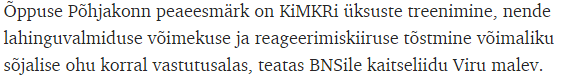 Õppuse Põhjakonn peaeesmärk on KiMKRi üksuste treenimine, nende
lahinguvalmiduse võimekuse ja reageerimiskiiruse tõstmine võimaliku
sõjalise ohu korral vastutusalas, teatas BNSile kaitseliidu Viru malev.